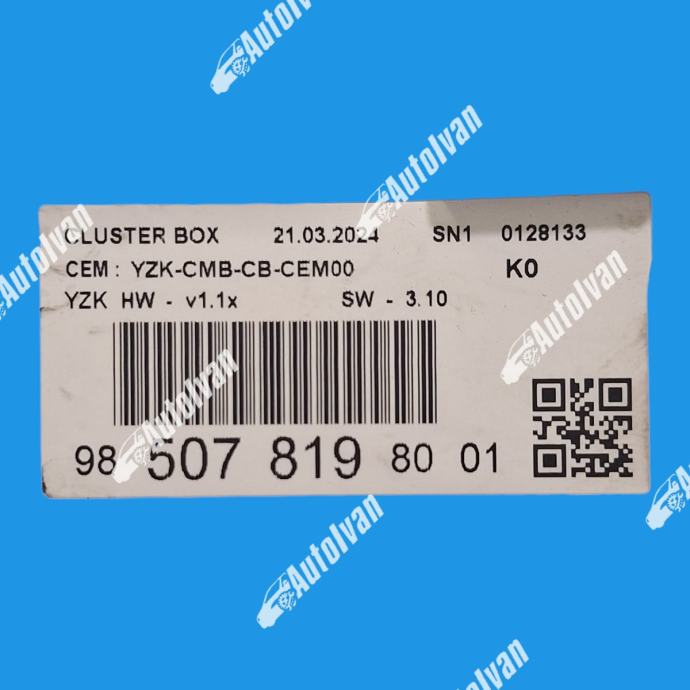 CLUSTER BOX 21.03.2024 SN1 0128133
CEM : YZK-CMB-CB-CEM00 K0
YZK HW - v1.1x SW - 3.10
98 507 819 80 01
AutoIvan
AutoIvan
AutoIvan
AutoIvan
AutoIvan
AutoIvan
AutoIvan
AutoIvan